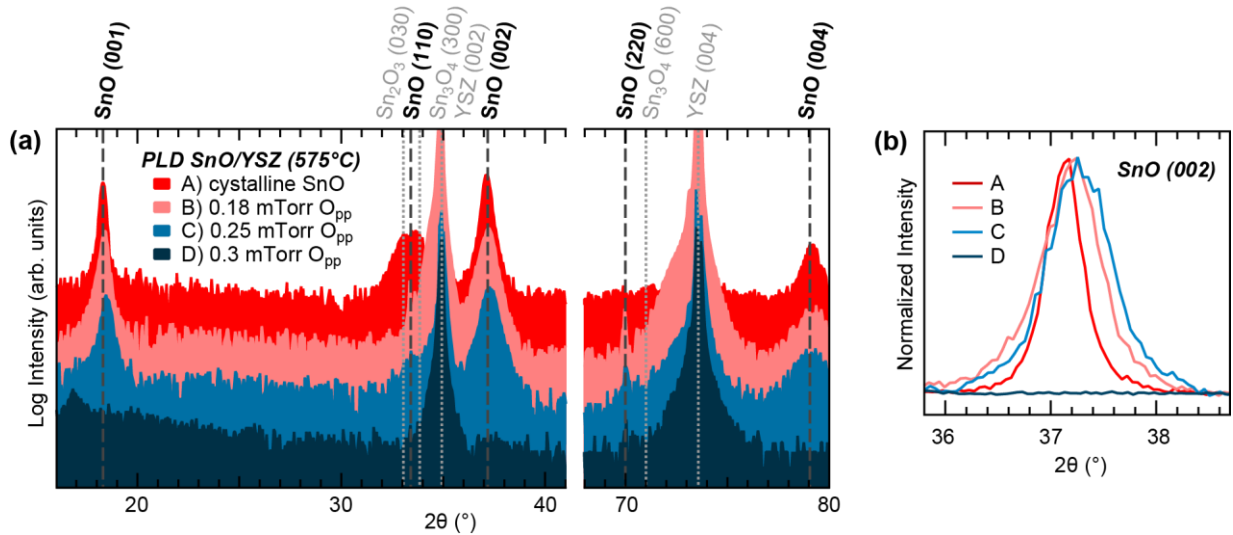 SnO (001)
Sn₂O₃ (030)
SnO (110)
Sn₃O₄ (300)
YSZ (002)
SnO (002)
SnO (220)
Sn₃O₄ (600)
YSZ (004)
SnO (004)
(a)
PLD SnO/YSZ (575°C)
A) cystalline SnO
B) 0.18 mTorr Oₚₚ
C) 0.25 mTorr Oₚₚ
D) 0.3 mTorr Oₚₚ
Log Intensity (arb. units)
20 30 40 70 80
2θ (°)
(b)
SnO (002)
A
B
C
D
Normalized Intensity
36 37 38
2θ (°)